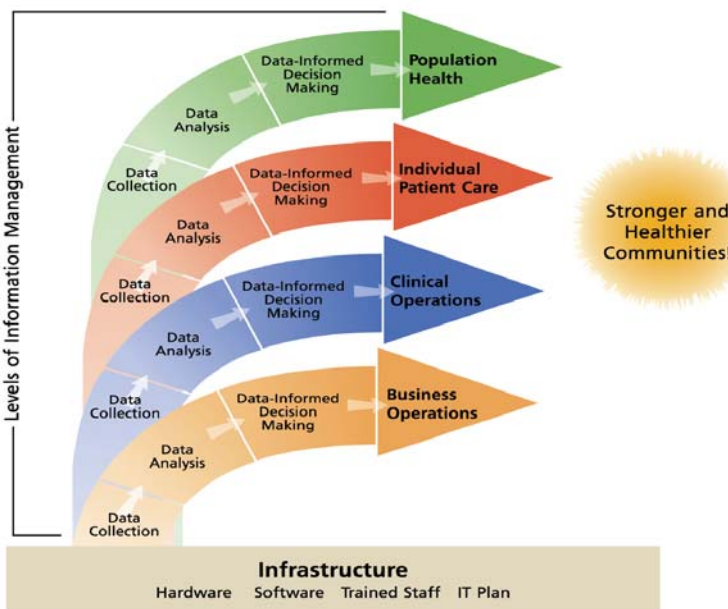 Levels of Information Management
Data
Collection
Data
Analysis
Data-Informed
Decision
Making
Population
Health
Data
Collection
Data
Analysis
Data-Informed
Decision
Making
Individual
Patient Care
Data
Collection
Data
Analysis
Data-Informed
Decision
Making
Clinical
Operations
Data
Collection
Data
Analysis
Data-Informed
Decision
Making
Business
Operations
Stronger and
Healthier
Communities!
Infrastructure
Hardware Software Trained Staff IT Plan